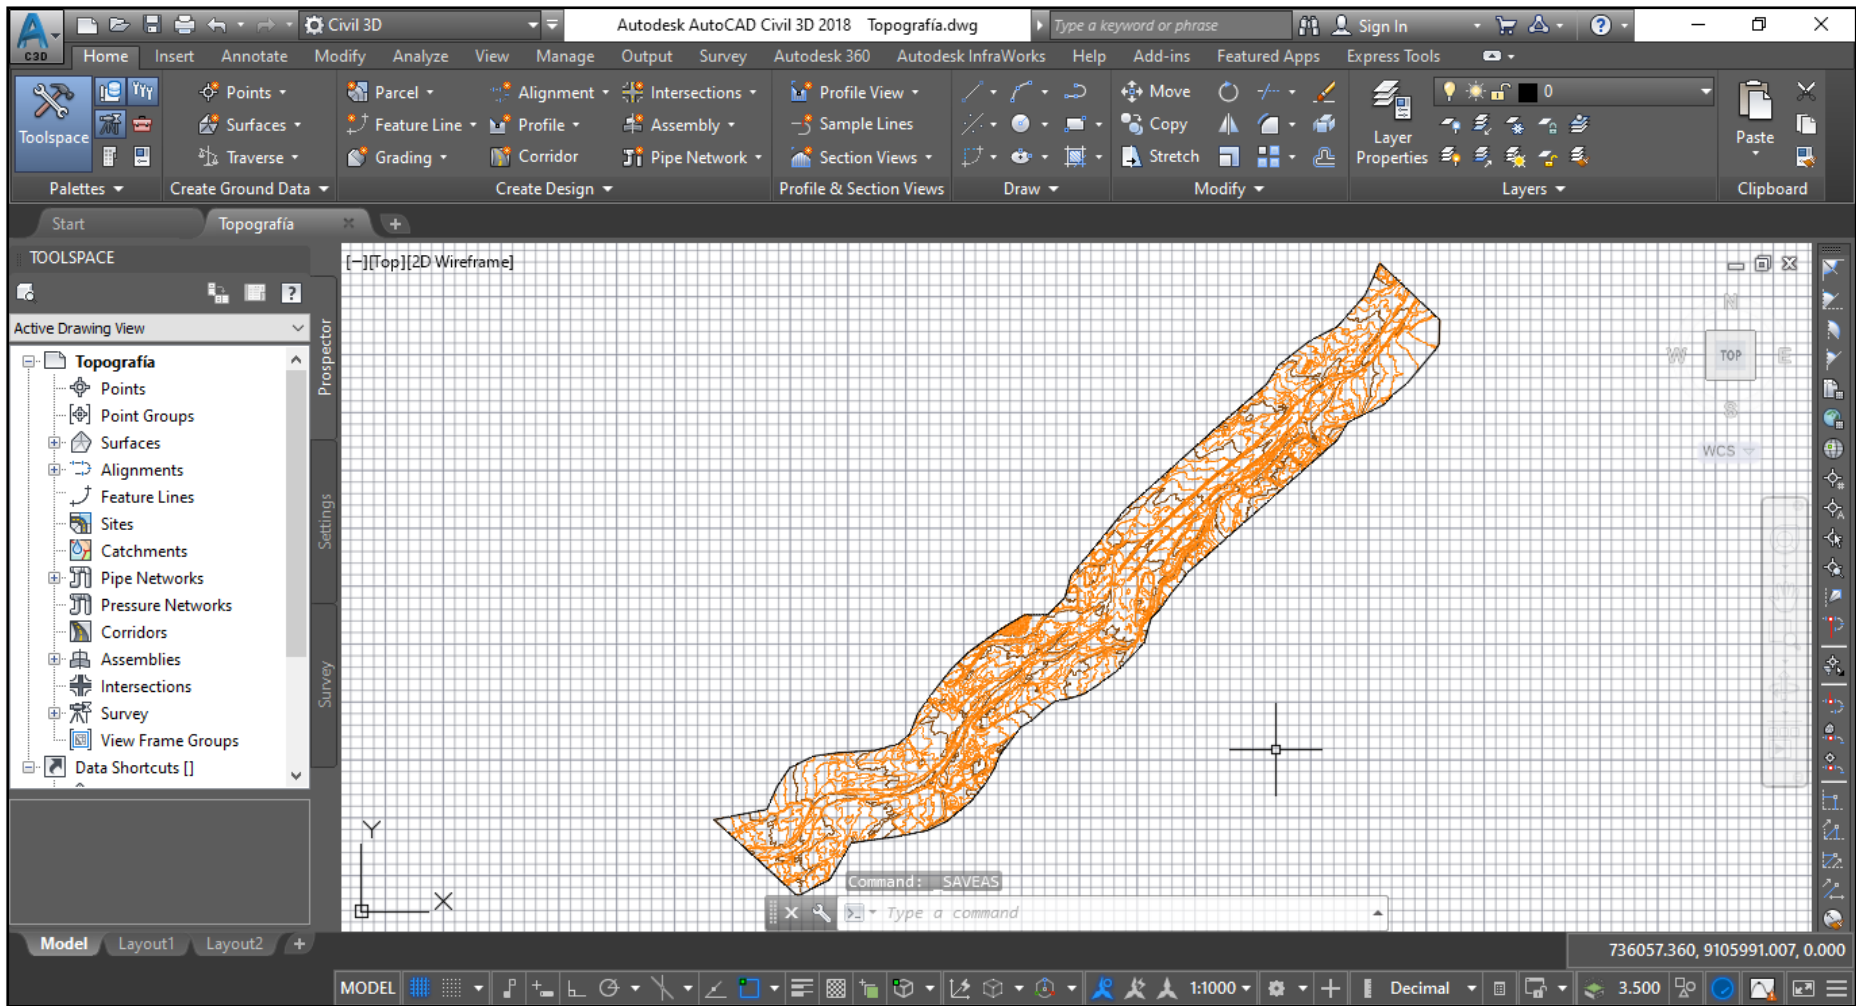 Civil 3D
Autodesk AutoCAD Civil 3D 2018 Topografía.dwg
Type a keyword or phrase
Sign In
C3D
Home Insert Annotate Modify Analyze View Manage Output Survey Autodesk 360 Autodesk InfraWorks Help Add-ins Featured Apps Express Tools
Toolspace
Points
Surfaces
Traverse
Parcel
Feature Line
Grading
Alignment
Profile
Corridor
Intersections
Assembly
Pipe Network
Profile View
Sample Lines
Section Views
Move
Copy
Stretch
Layer
Properties
0
Paste
Palettes Create Ground Data Create Design Profile & Section Views Draw Modify Layers Clipboard
Start Topografía
TOOLSPACE
Active Drawing View
Topografía
Points
Point Groups
Surfaces
Alignments
Feature Lines
Sites
Catchments
Pipe Networks
Pressure Networks
Corridors
Assemblies
Intersections
Survey
View Frame Groups
Data Shortcuts []
Prospector
Settings
Survey
[–][Top][2D Wireframe]
N
W TOP E
S
WCS
Y
X
Command: _SAVEAS
Type a command
Model Layout1 Layout2
736057.360, 9105991.007, 0.000
MODEL 1:1000 Decimal 3.500